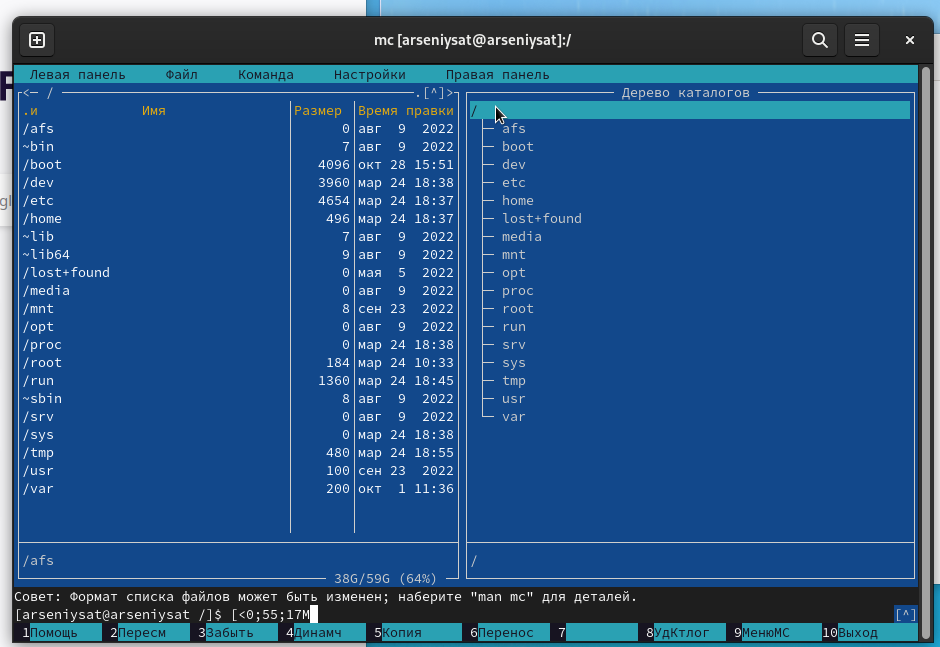 mc [arseniysat@arseniysat]:/
Левая панель Файл Команда Настройки Правая панель
<─ / .[^]> Дерево каталогов
.и Имя Размер Время правки
/
/afs 0 авг 9 2022 afs
~bin 7 авг 9 2022 boot
/boot 4096 окт 28 15:51 dev
/dev 3960 мар 24 18:38 etc
/etc 4654 мар 24 18:37 home
/home 496 мар 24 18:37 lost+found
~lib 7 авг 9 2022 media
~lib64 9 авг 9 2022 mnt
/lost+found 0 мая 5 2022 opt
/media 0 авг 9 2022 proc
/mnt 8 сен 23 2022 root
/opt 0 авг 9 2022 run
/proc 0 мар 24 18:38 srv
/root 184 мар 24 10:33 sys
/run 1360 мар 24 18:45 tmp
~sbin 8 авг 9 2022 usr
/srv 0 авг 9 2022 var
/sys 0 мар 24 18:38
/tmp 480 мар 24 18:55
/usr 100 сен 23 2022
/var 200 окт 1 11:36
/afs /
38G/59G (64%)
Совет: Формат списка файлов может быть изменен; наберите "man mc" для деталей.
[arseniysat@arseniysat /]$ [<0;55;17M [^]
1Помощь 2Пересм 3Забыть 4Динамч 5Копия 6Перенос 7 8УдКтлог 9МенюМС 10Выход